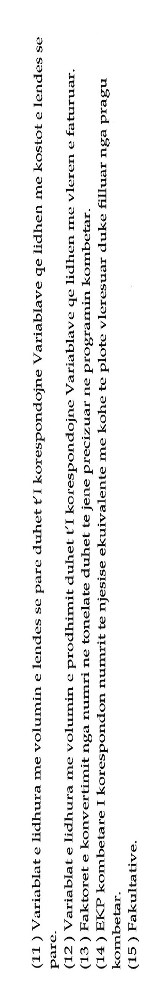 (11 ) Variablat e lidhura me volumin e lendes se pare duhet t´I korespondojne Variablave qe lidhen me kostot e lendes se
pare.
(12 ) Variablat e lidhura me volumin e prodhimit duhet t´I korespondojne Variablave qe lidhen me vleren e faturuar.
(13 ) Faktoret e konvertimit nga numri ne tonelate duhet te jene precizuar ne programin kombetar.
(14 ) EKP kombetare I korespondon numrit te njesise ekuivalente me kohe te plote vleresuar duke filluar nga pragu
kombetar.
(15 ) Fakultative.